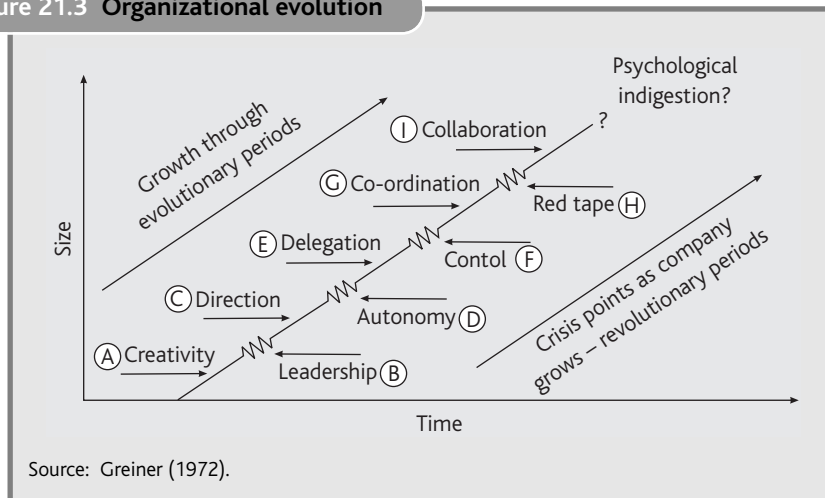 ure 21.3 Organizational evolution
Psychological
indigestion?
?
Growth through
evolutionary periods
I Collaboration
G Co-ordination
Red tape H
E Delegation
Contol F
Size
C Direction
Autonomy D
Crisis points as company
grows – revolutionary periods
A Creativity
Leadership B
Time
Source: Greiner (1972).